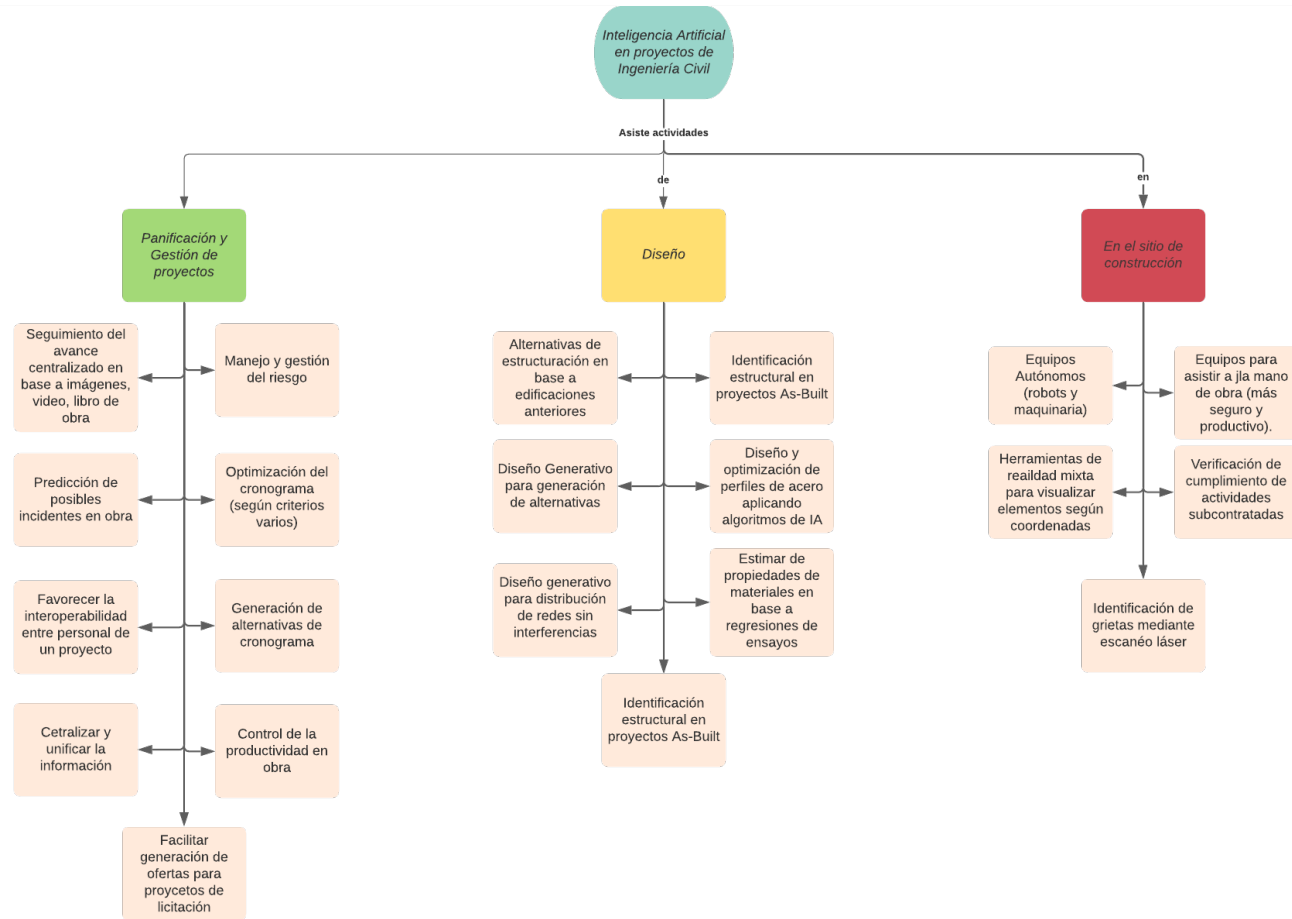 Inteligencia Artificial
en proyectos de
Ingeniería Civil
Asiste actividades
de
en
Panificación y
Gestión de
proyectos
Diseño
En el sitio de
construcción
Seguimiento del
avance
centralizado en
base a imágenes,
video, libro de
obra
Manejo y gestión
del riesgo
Predicción de
posibles
incidentes en obra
Optimización del
cronograma
(según criterios
varios)
Favorecer la
interoperabilidad
entre personal de
un proyecto
Generación de
alternativas de
cronograma
Cetralizar y
unificar la
información
Control de la
productividad en
obra
Facilitar
generación de
ofertas para
proycetos de
licitación
Alternativas de
estructuración en
base a
edificaciones
anteriores
Identificación
estructural en
proyectos As-Built
Diseño Generativo
para generación
de alternativas
Diseño y
optimización de
perfiles de acero
aplicando
algoritmos de IA
Diseño generativo
para distribución
de redes sin
interferencias
Estimar de
propiedades de
materiales en
base a
regresiones de
ensayos
Identificación
estructural en
proyectos As-Built
Equipos
Autónomos
(robots y
maquinaria)
Equipos para
asistir a jla mano
de obra (más
seguro y
productivo).
Herramientas de
reaildad mixta
para visualizar
elementos según
coordenadas
Verificación de
cumplimiento de
actividades
subcontratadas
Identificación de
grietas mediante
escanéo láser